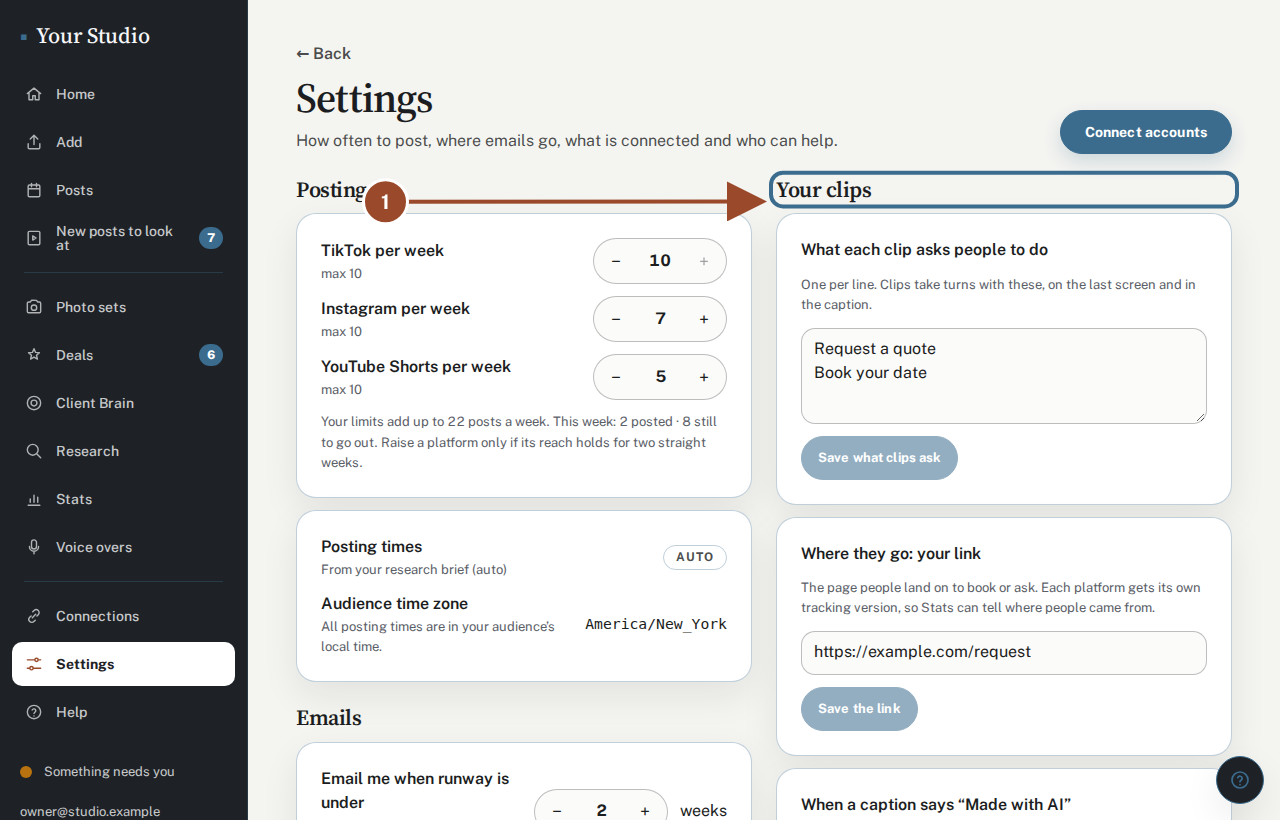 Your Studio
Home
Add
Posts
New posts to look
at
7
Photo sets
Deals
6
Client Brain
Research
Stats
Voice overs
Connections
Settings
Help
Something needs you
owner@studio.example
← Back
Settings
How often to post, where emails go, what is connected and who can help.
Connect accounts
Posting
1
TikTok per week
max 10
− 10 +
Instagram per week
max 10
− 7 +
YouTube Shorts per week
max 10
− 5 +
Your limits add up to 22 posts a week. This week: 2 posted · 8 still
to go out. Raise a platform only if its reach holds for two straight
weeks.
Posting times
From your research brief (auto)
AUTO
Audience time zone
All posting times are in your audience’s
local time.
America/New_York
Emails
Email me when runway is
under
− 2 + weeks
Your clips
What each clip asks people to do
One per line. Clips take turns with these, on the last screen and in
the caption.
Request a quote
Book your date
Save what clips ask
Where they go: your link
The page people land on to book or ask. Each platform gets its own
tracking version, so Stats can tell where people came from.
https://example.com/request
Save the link
When a caption says “Made with AI”